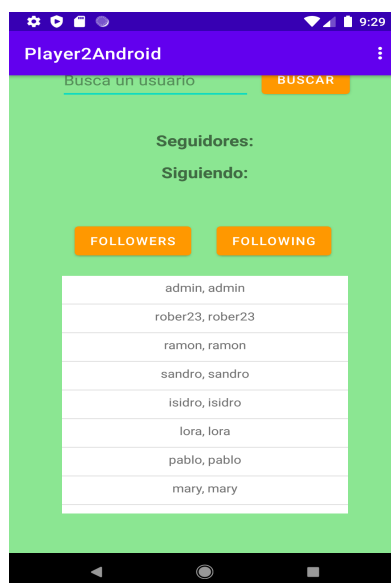 9:29
Player2Android
Busca un usuario BUSCAR
Seguidores:
Siguiendo:
FOLLOWERS FOLLOWING
admin, admin
rober23, rober23
ramon, ramon
sandro, sandro
isidro, isidro
lora, lora
pablo, pablo
mary, mary